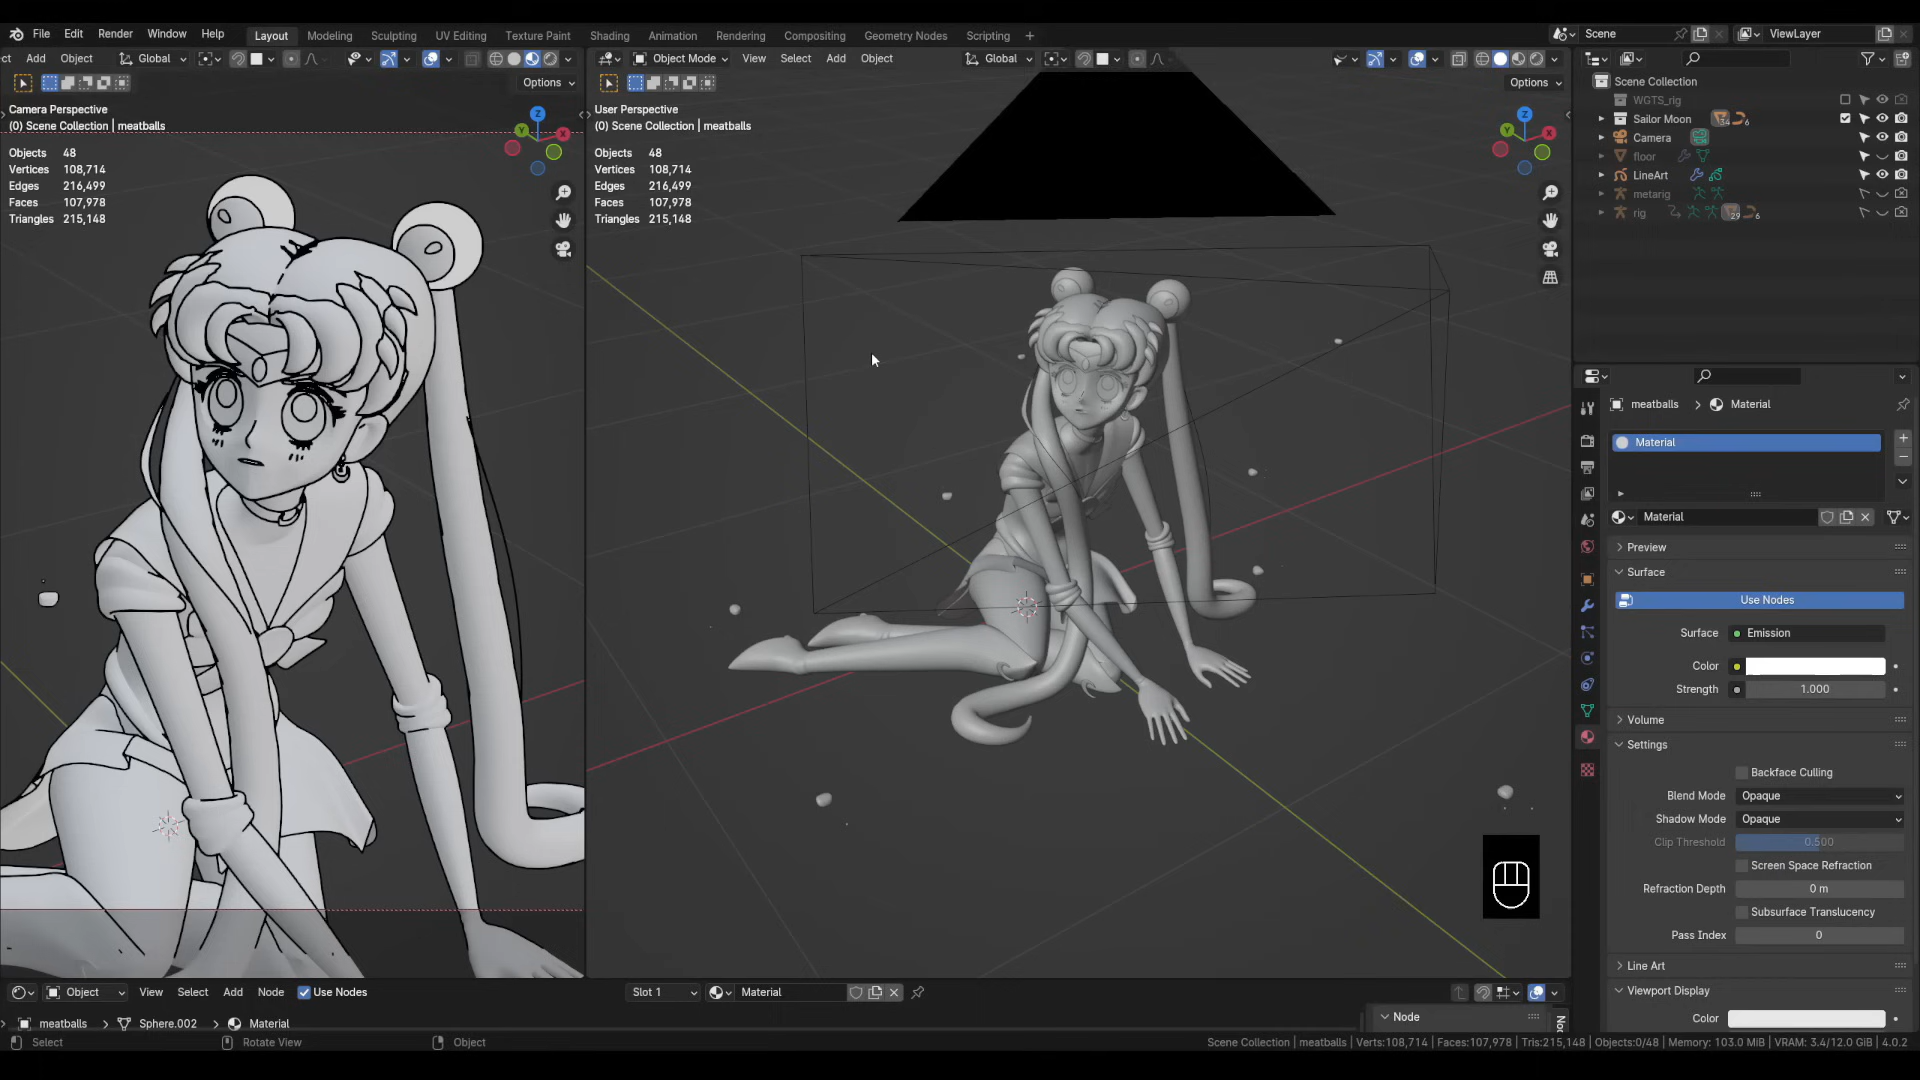 File Edit Render Window Help Layout Modeling Sculpting UV Editing Texture Paint Shading Animation Rendering Compositing Geometry Nodes Scripting + Scene ViewLayer
ct Add Object Global
Object Mode View Select Add Object Global
Options
Options
Camera Perspective
(0) Scene Collection | meatballs
Objects 48
Vertices 108,714
Edges 216,499
Faces 107,978
Triangles 215,148
Z
Y
X
User Perspective
(0) Scene Collection | meatballs
Objects 48
Vertices 108,714
Edges 216,499
Faces 107,978
Triangles 215,148
Z
Y
X
Scene Collection
WGTS_rig
Sailor Moon 34 6
Camera
floor
LineArt
metarig
rig 29 6
meatballs > Material
Material
Material
Preview
Surface
Use Nodes
Surface Emission
Color
Strength 1.000
Volume
Settings
Backface Culling
Blend Mode Opaque
Shadow Mode Opaque
Clip Threshold 0.500
Screen Space Refraction
Refraction Depth 0 m
Subsurface Translucency
Pass Index 0
Line Art
Viewport Display
Color
Object View Select Add Node Use Nodes Slot 1 Material
meatballs > Sphere.002 > Material
Node
No
Select Rotate View Object
Scene Collection | meatballs | Verts:108,714 | Faces:107,978 | Tris:215,148 | Objects:0/48 | Memory: 103.0 MiB | VRAM: 3.4/12.0 GiB | 4.0.2